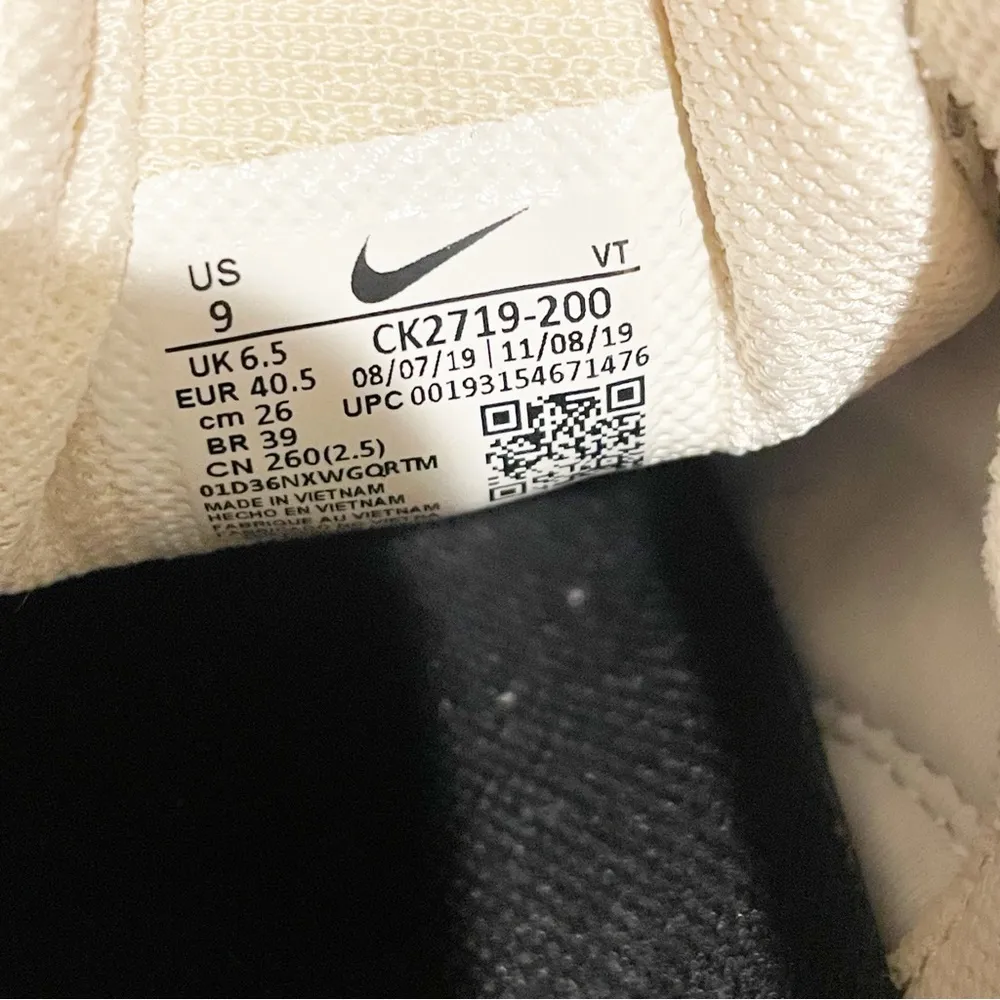 US
9
VT
UK 6.5
EUR 40.5
cm 26
BR 39
CN 260(2.5)
01D36NXWGQRTM
MADE IN VIETNAM
HECHO EN VIETNAM
FABRIQUE AU VIETNAM
CK2719-200
08/07/19 | 11/08/19
UPC 00193154671476